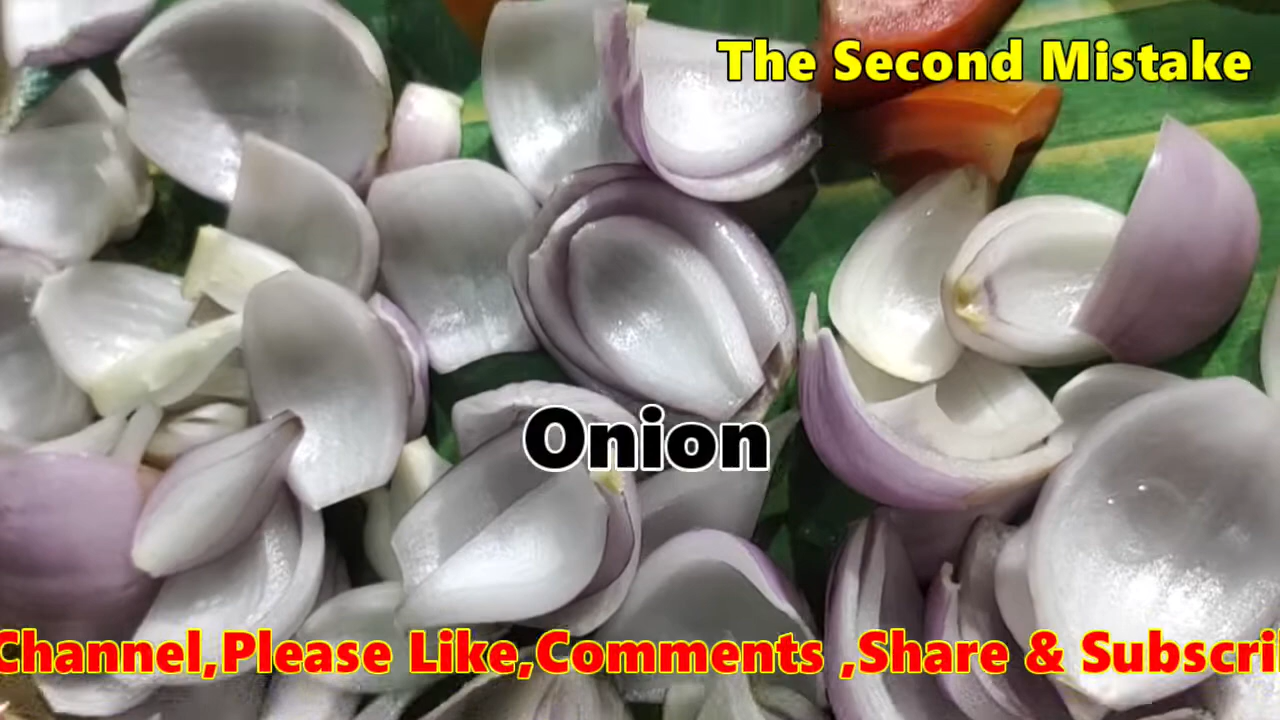 The Second Mistake
Onion
Channel,Please Like,Comments ,Share & Subscri